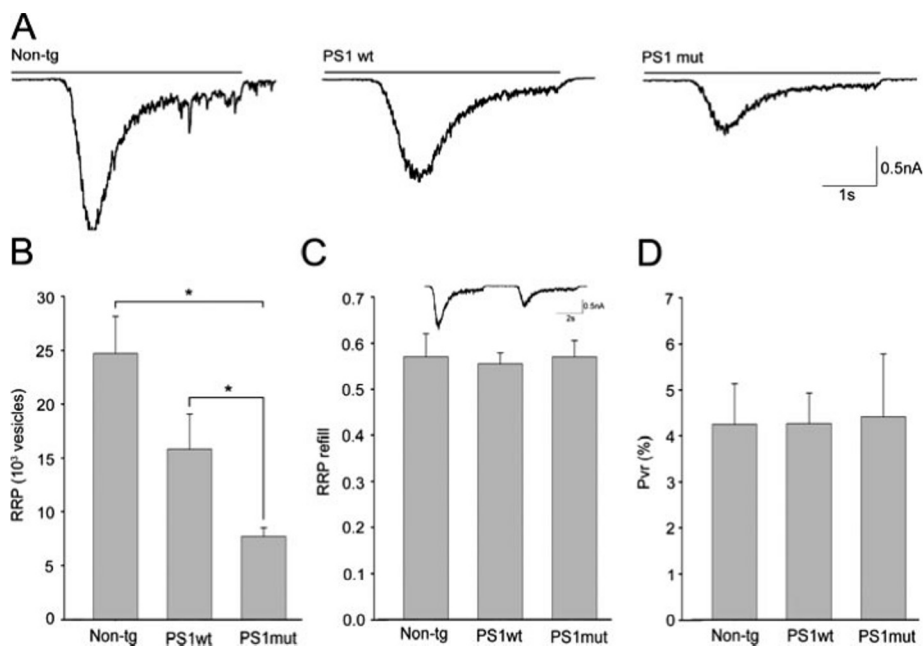 A
Non-tg
PS1 wt
PS1 mut
0.5nA
1s
B
RRP (10³ vesicles)
30
25
20
15
10
5
0
*
*
Non-tg PS1wt PS1mut
C
RRP refill
0.7
0.6
0.5
0.4
0.3
0.2
0.1
0.0
0.5nA
2s
Non-tg PS1wt PS1mut
D
Pvr (%)
7
6
5
4
3
2
1
0
Non-tg PS1wt PS1mut